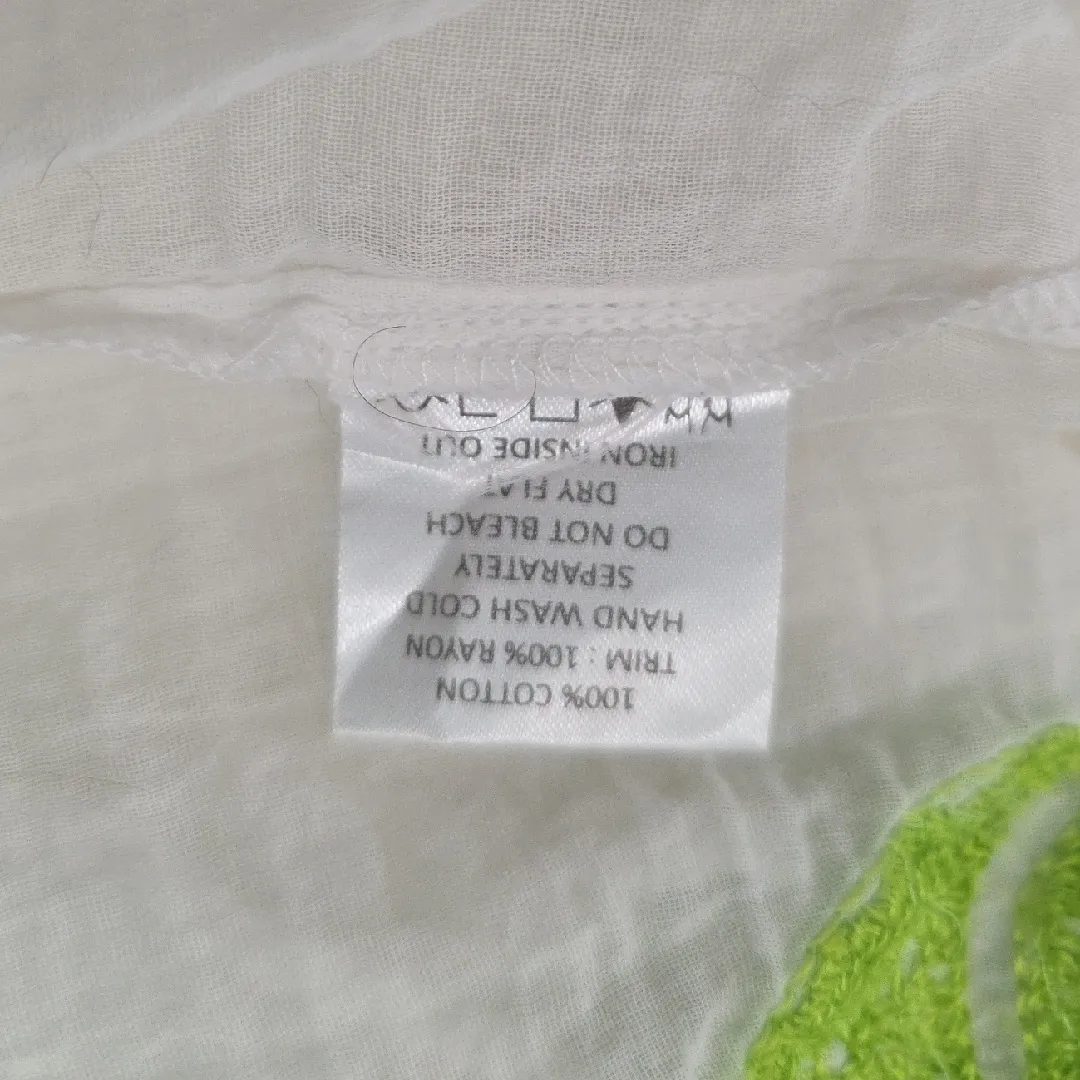 100% COTTON
TRIM : 100% RAYON
HAND WASH COLD
SEPARATELY
DO NOT BLEACH
DRY FLAT
IRON INSIDE OUT